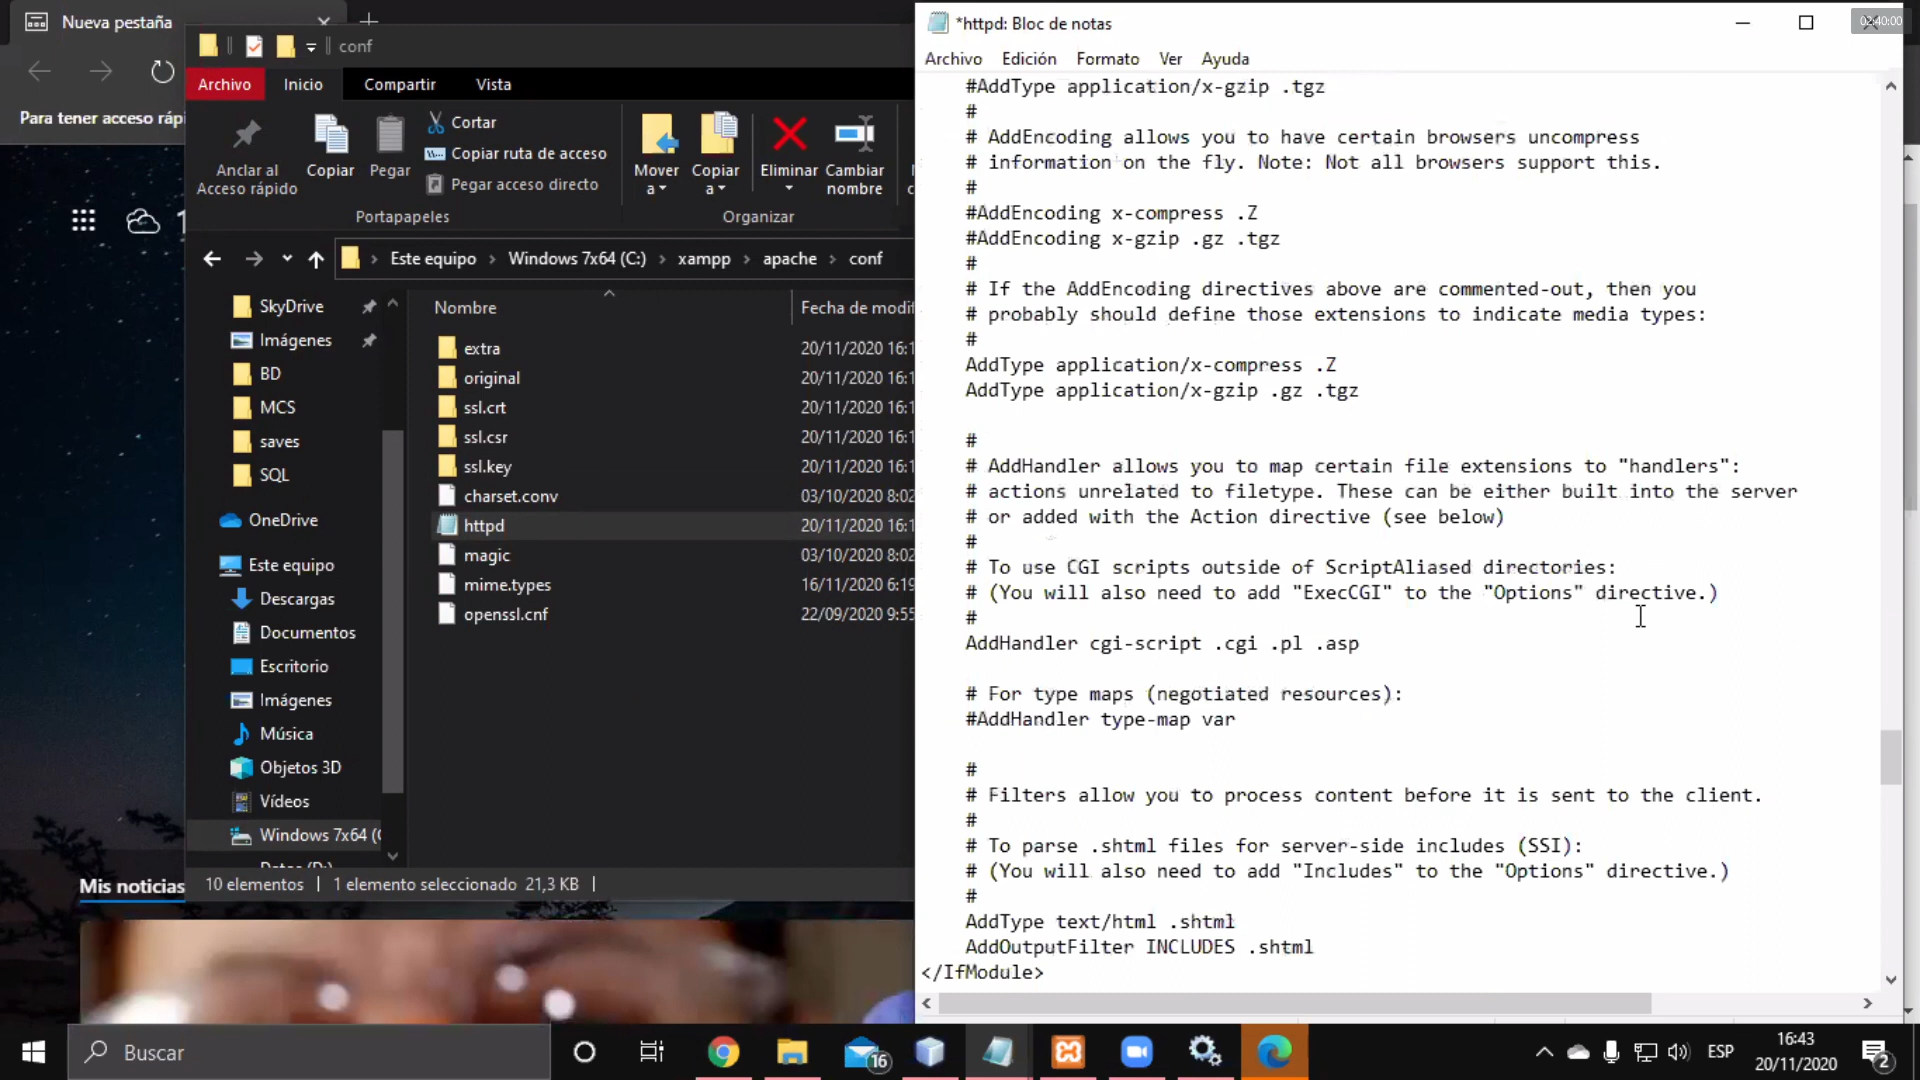 Nueva pestaña
Para tener acceso rápi
Mis noticias
conf
Archivo
Inicio
Compartir
Vista
Anclar al
Acceso rápido
Copiar
Pegar
Cortar
Copiar ruta de acceso
Pegar acceso directo
Portapapeles
Mover
a
Copiar
a
Eliminar
Cambiar
nombre
Organizar
Este equipo > Windows 7x64 (C:) > xampp > apache > conf
SkyDrive
Imágenes
BD
MCS
saves
SQL
OneDrive
Este equipo
Descargas
Documentos
Escritorio
Imágenes
Música
Objetos 3D
Vídeos
Windows 7x64 (C
Datos (D:)
Nombre
Fecha de modif
extra 20/11/2020 16:1
original 20/11/2020 16:1
ssl.crt 20/11/2020 16:1
ssl.csr 20/11/2020 16:1
ssl.key 20/11/2020 16:1
charset.conv 03/10/2020 8:02
httpd 20/11/2020 16:1
magic 03/10/2020 8:02
mime.types 16/11/2020 6:19
openssl.cnf 22/09/2020 9:55
10 elementos | 1 elemento seleccionado 21,3 KB |
*httpd: Bloc de notas
02:40:00
Archivo Edición Formato Ver Ayuda
#AddType application/x-gzip .tgz
#
# AddEncoding allows you to have certain browsers uncompress
# information on the fly. Note: Not all browsers support this.
#
#AddEncoding x-compress .Z
#AddEncoding x-gzip .gz .tgz
#
# If the AddEncoding directives above are commented-out, then you
# probably should define those extensions to indicate media types:
#
AddType application/x-compress .Z
AddType application/x-gzip .gz .tgz
#
# AddHandler allows you to map certain file extensions to "handlers":
# actions unrelated to filetype. These can be either built into the server
# or added with the Action directive (see below)
#
# To use CGI scripts outside of ScriptAliased directories:
# (You will also need to add "ExecCGI" to the "Options" directive.)
#
AddHandler cgi-script .cgi .pl .asp
# For type maps (negotiated resources):
#AddHandler type-map var
#
# Filters allow you to process content before it is sent to the client.
#
# To parse .shtml files for server-side includes (SSI):
# (You will also need to add "Includes" to the "Options" directive.)
#
AddType text/html .shtml
AddOutputFilter INCLUDES .shtml
</IfModule>
Buscar
16
ESP
16:43
20/11/2020
2